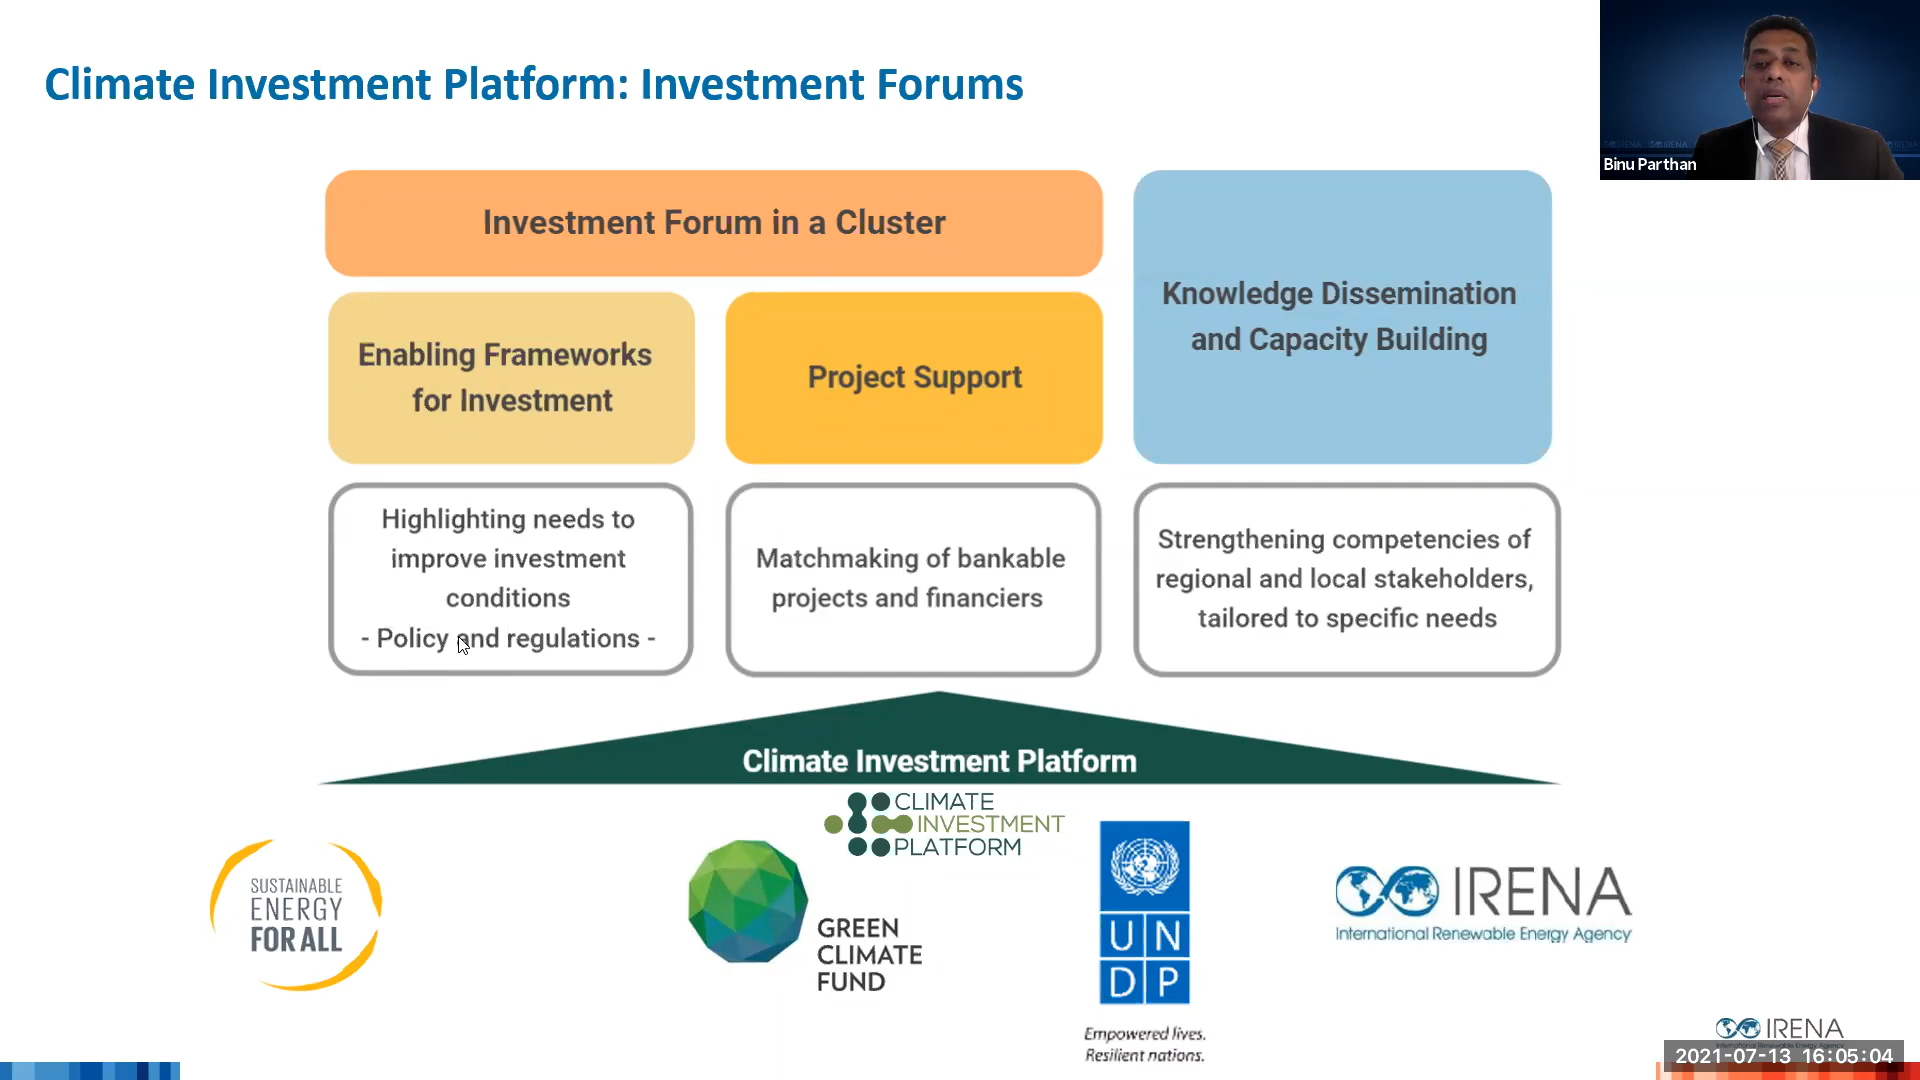 Climate Investment Platform: Investment Forums
Binu Parthan
Investment Forum in a Cluster
Knowledge Dissemination
and Capacity Building
Enabling Frameworks
for Investment
Project Support
Highlighting needs to
improve investment
conditions
- Policy and regulations -
Matchmaking of bankable
projects and financiers
Strengthening competencies of
regional and local stakeholders,
tailored to specific needs
Climate Investment Platform
CLIMATE
INVESTMENT
PLATFORM
SUSTAINABLE
ENERGY
FOR ALL
GREEN
CLIMATE
FUND
U N
D P
Empowered lives.
Resilient nations.
IRENA
International Renewable Energy Agency
IRENA
2021-07-13 16:05:04